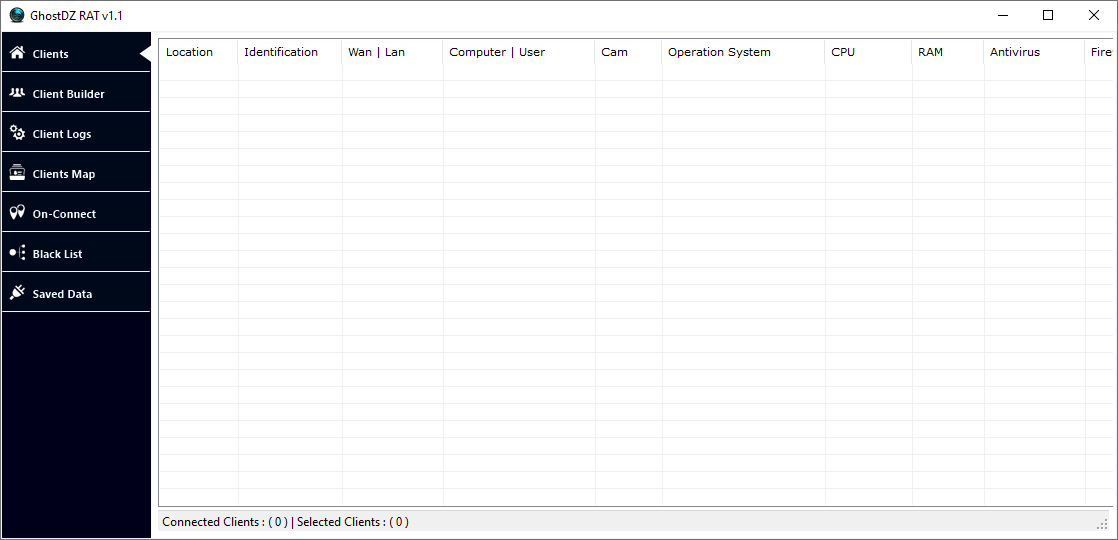 GhostDZ RAT v1.1
Clients
Client Builder
Client Logs
Clients Map
On-Connect
Black List
Saved Data
Location Identification Wan | Lan Computer | User Cam Operation System CPU RAM Antivirus Fire
Connected Clients : ( 0 ) | Selected Clients : ( 0 )